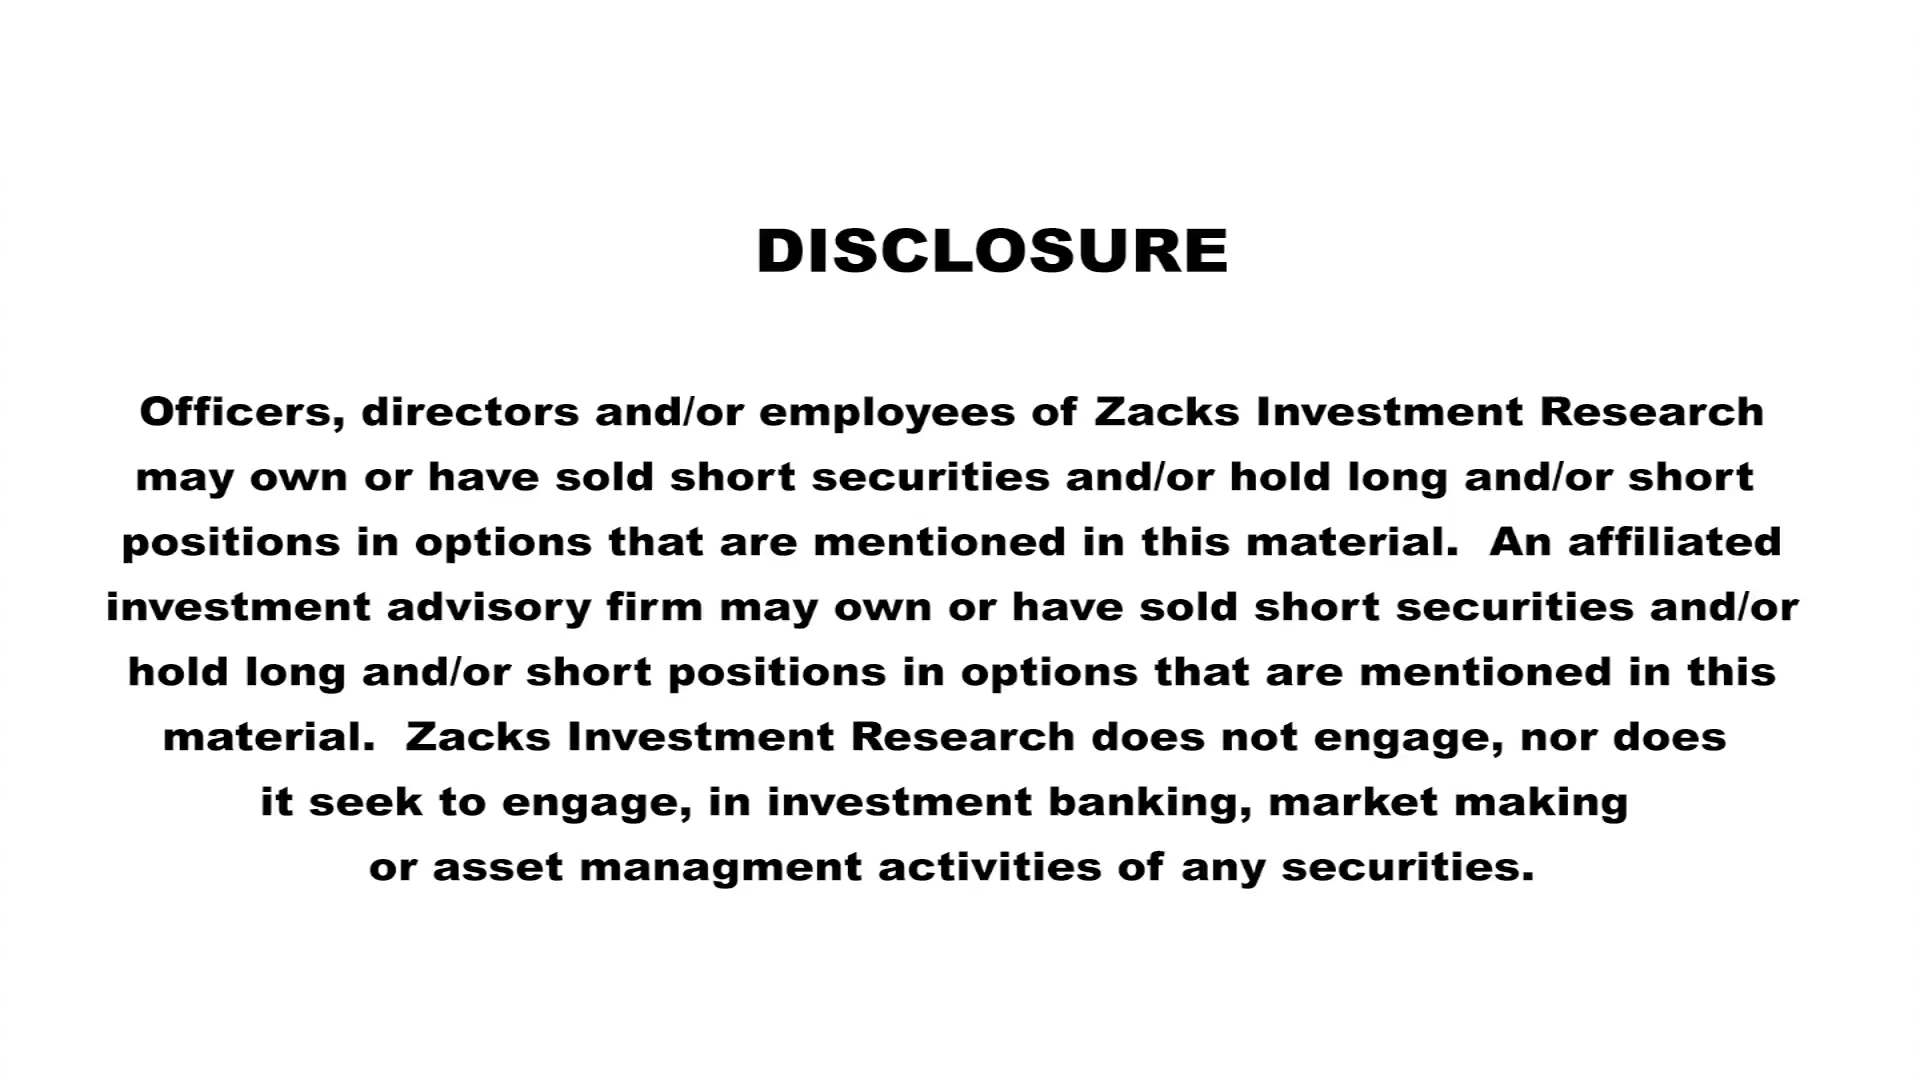 DISCLOSURE
Officers, directors and/or employees of Zacks Investment Research
may own or have sold short securities and/or hold long and/or short
positions in options that are mentioned in this material.  An affiliated
investment advisory firm may own or have sold short securities and/or
hold long and/or short positions in options that are mentioned in this
material.  Zacks Investment Research does not engage, nor does
it seek to engage, in investment banking, market making
or asset managment activities of any securities.